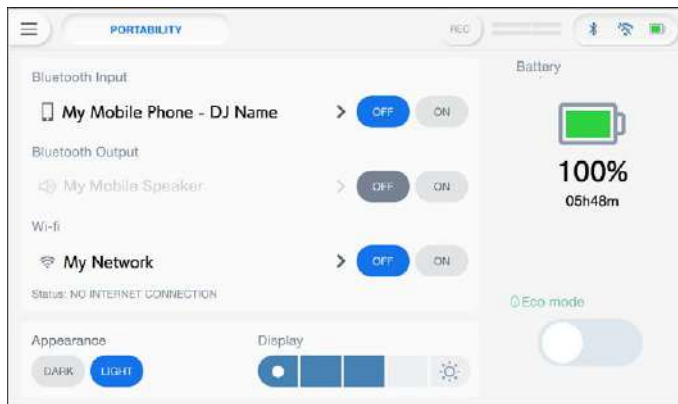 PORTABILITY
REC
Bluetooth Input
My Mobile Phone - DJ Name
OFF
ON
Bluetooth Output
My Mobile Speaker
OFF
ON
Wi-fi
My Network
OFF
ON
Status: NO INTERNET CONNECTION
Appearance
DARK
LIGHT
Display
Battery
100%
05h48m
Eco mode